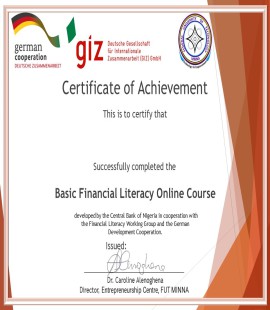 german
cooperation
DEUTSCHE ZUSAMMENARBEIT
giz
Deutsche Gesellschaft
für Internationale
Zusammenarbeit (GIZ) GmbH
Certificate of Achievement
This is to certify that
Successfully completed the
Basic Financial Literacy Online Course
developed by the Central Bank of Nigeria in cooperation with
the Financial Literacy Working Group and the German
Development Cooperation.
Issued:
Dr. Caroline Alenoghena
Director, Entrepreneurship Centre, FUT MINNA